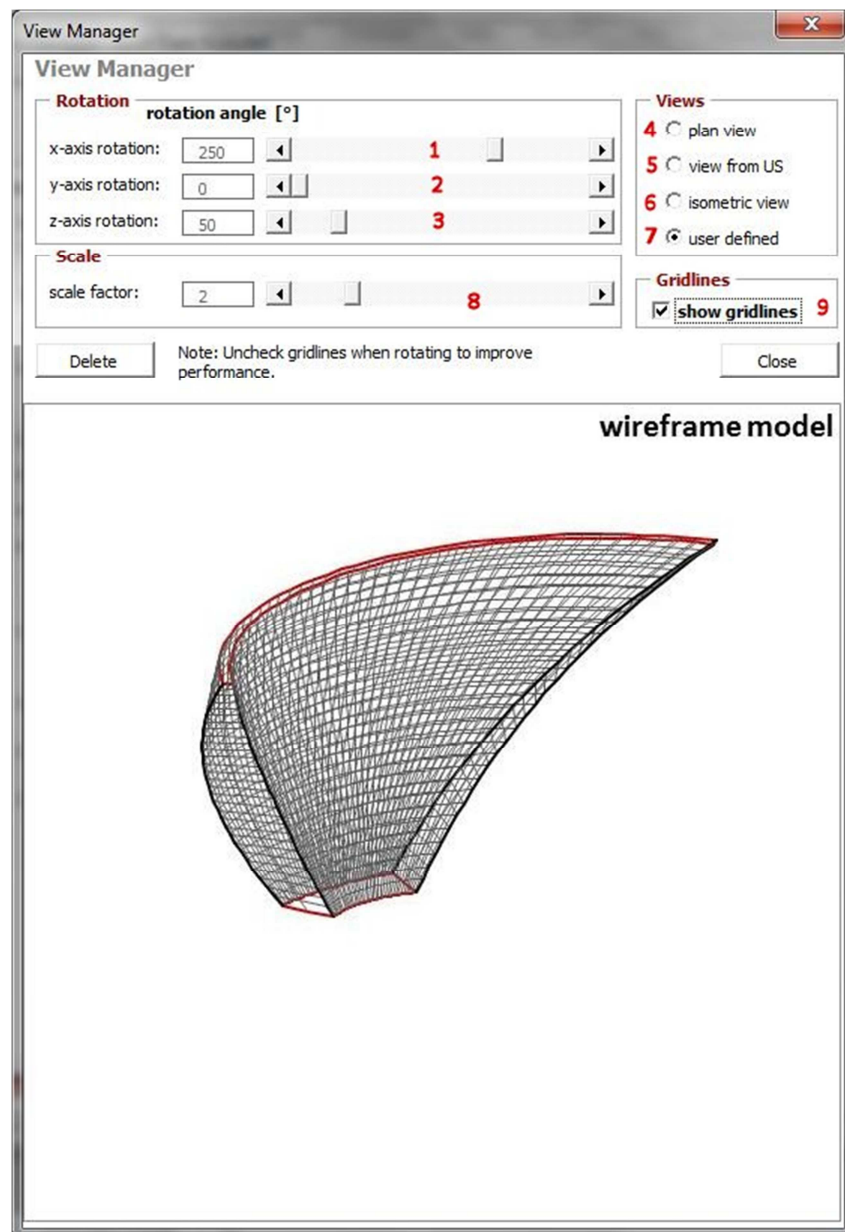 View Manager
View Manager
Rotation
rotation angle [°]
x-axis rotation: 250 1
y-axis rotation: 0 2
z-axis rotation: 50 3
Views
4 plan view
5 view from US
6 isometric view
7 user defined
Scale
scale factor: 2 8
Gridlines
show gridlines 9
Delete
Note: Uncheck gridlines when rotating to improve
performance.
Close
wireframe model